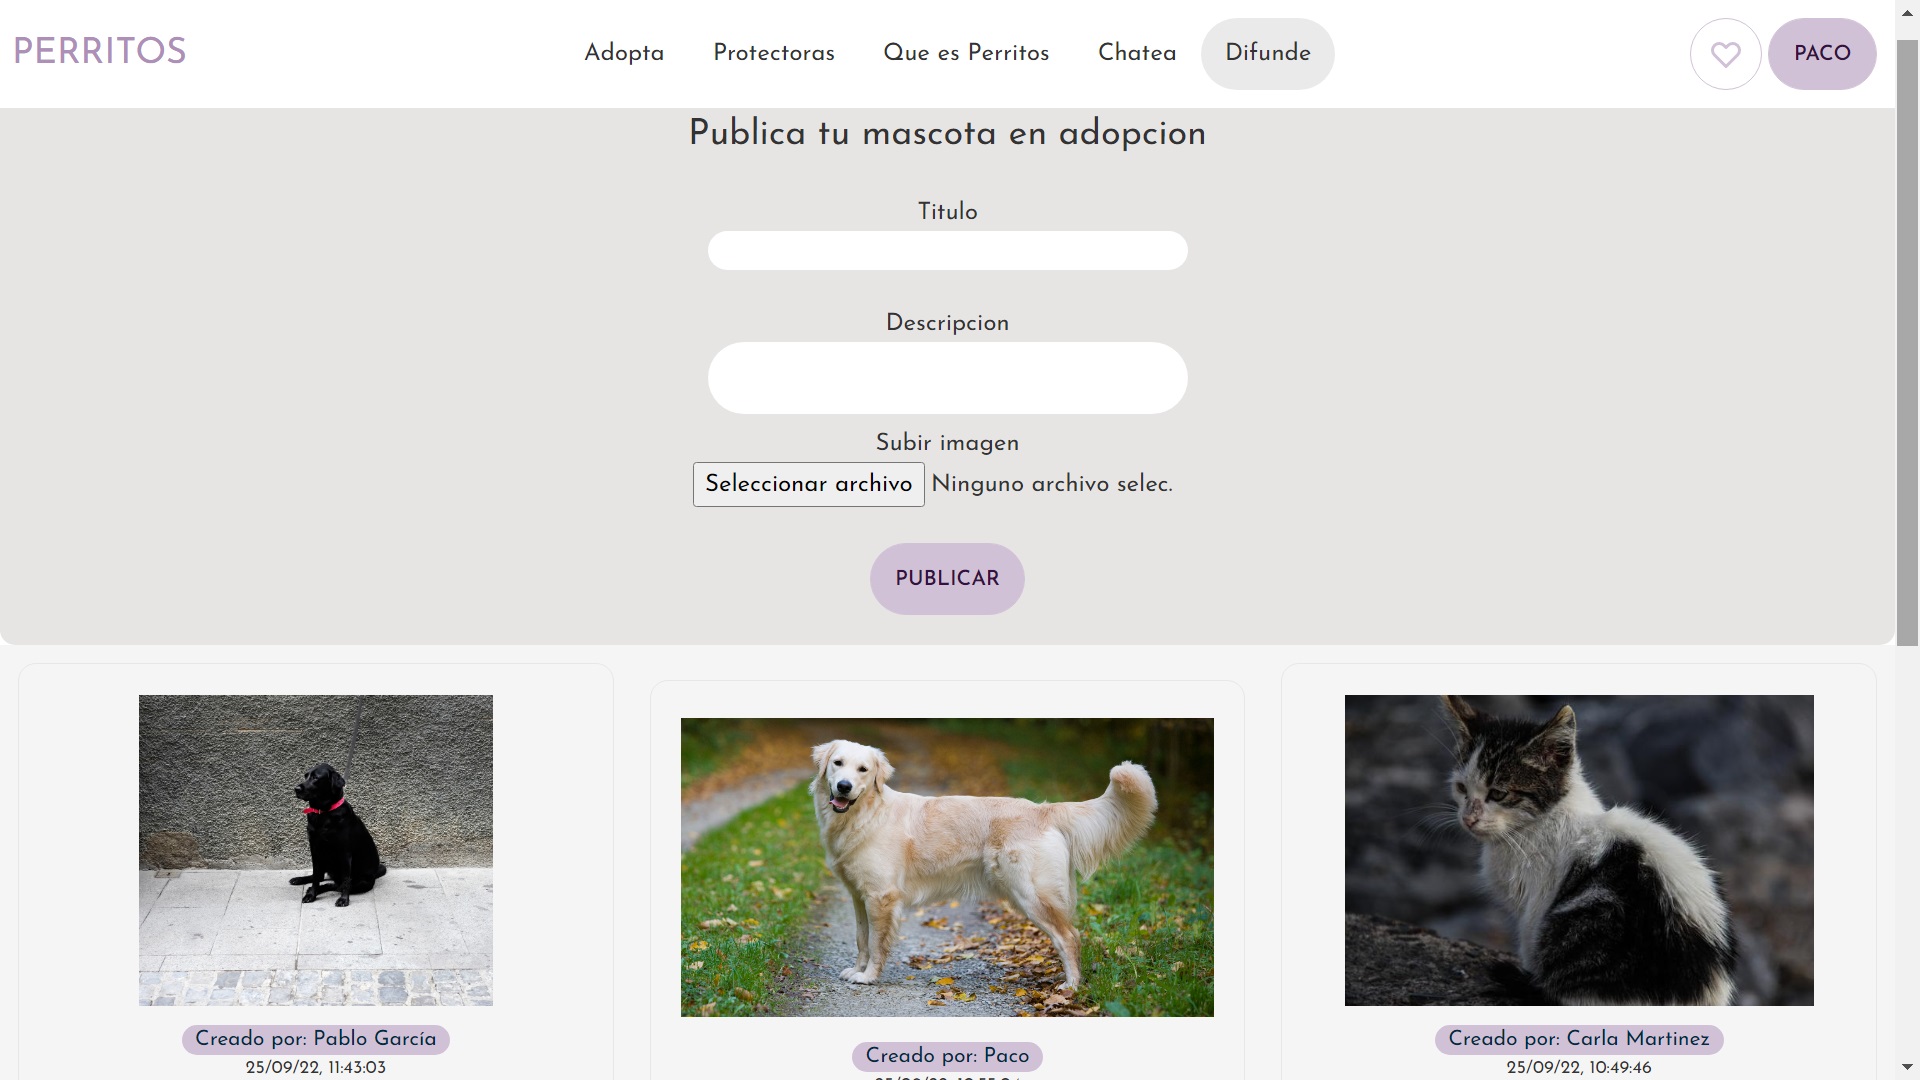 PERRITOS
Adopta
Protectoras
Que es Perritos
Chatea
Difunde
PACO
Publica tu mascota en adopcion
Titulo
Descripcion
Subir imagen
Seleccionar archivo Ninguno archivo selec.
PUBLICAR
Creado por: Pablo García
25/09/22, 11:43:03
Creado por: Paco
Creado por: Carla Martinez
25/09/22, 10:49:46